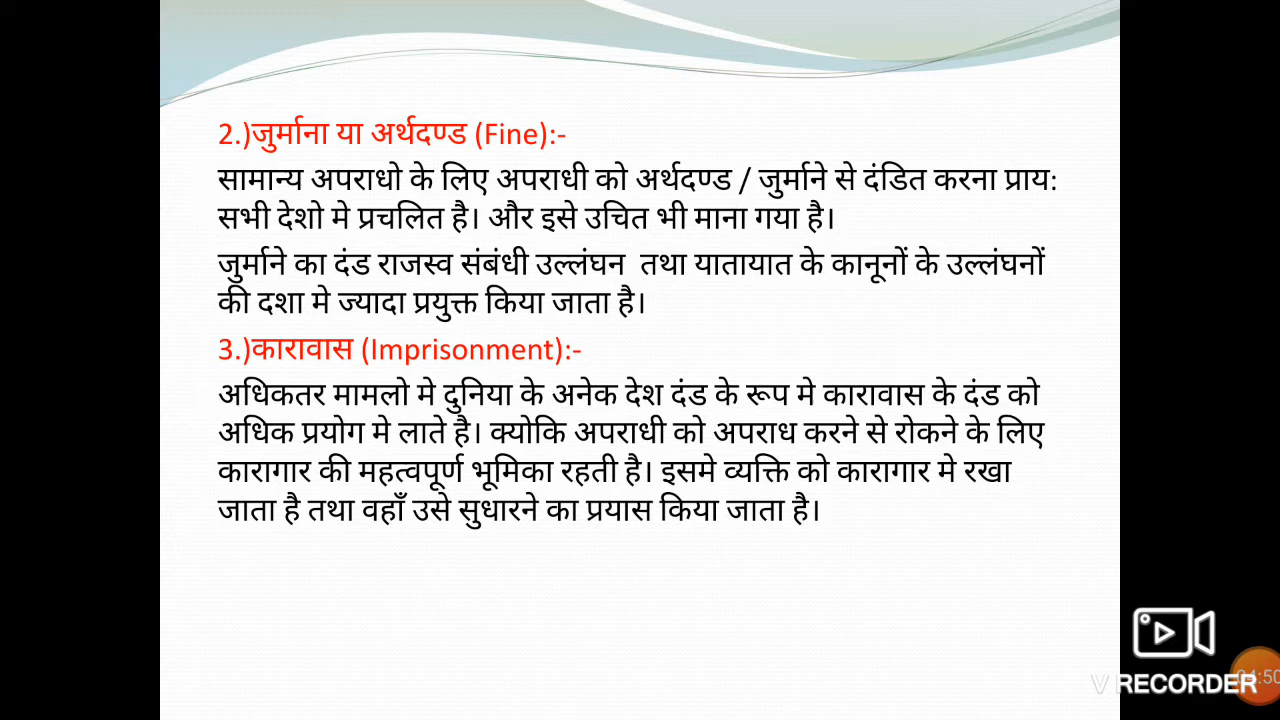 2.)जुर्माना या अर्थदण्ड (Fine):-
सामान्य अपराधो के लिए अपराधी को अर्थदण्ड / जुर्माने से दंडित करना प्राय:
सभी देशो मे प्रचलित है। और इसे उचित भी माना गया है।
जुर्माने का दंड राजस्व संबंधी उल्लंघन तथा यातायात के कानूनों के उल्लंघनों
की दशा मे ज्यादा प्रयुक्त किया जाता है।
3.)कारावास (Imprisonment):-
अधिकतर मामलो मे दुनिया के अनेक देश दंड के रूप मे कारावास के दंड को
अधिक प्रयोग मे लाते है। क्योकि अपराधी को अपराध करने से रोकने के लिए
कारागार की महत्वपूर्ण भूमिका रहती है। इसमे व्यक्ति को कारागार मे रखा
जाता है तथा वहाँ उसे सुधारने का प्रयास किया जाता है।
V RECORDER
04:50